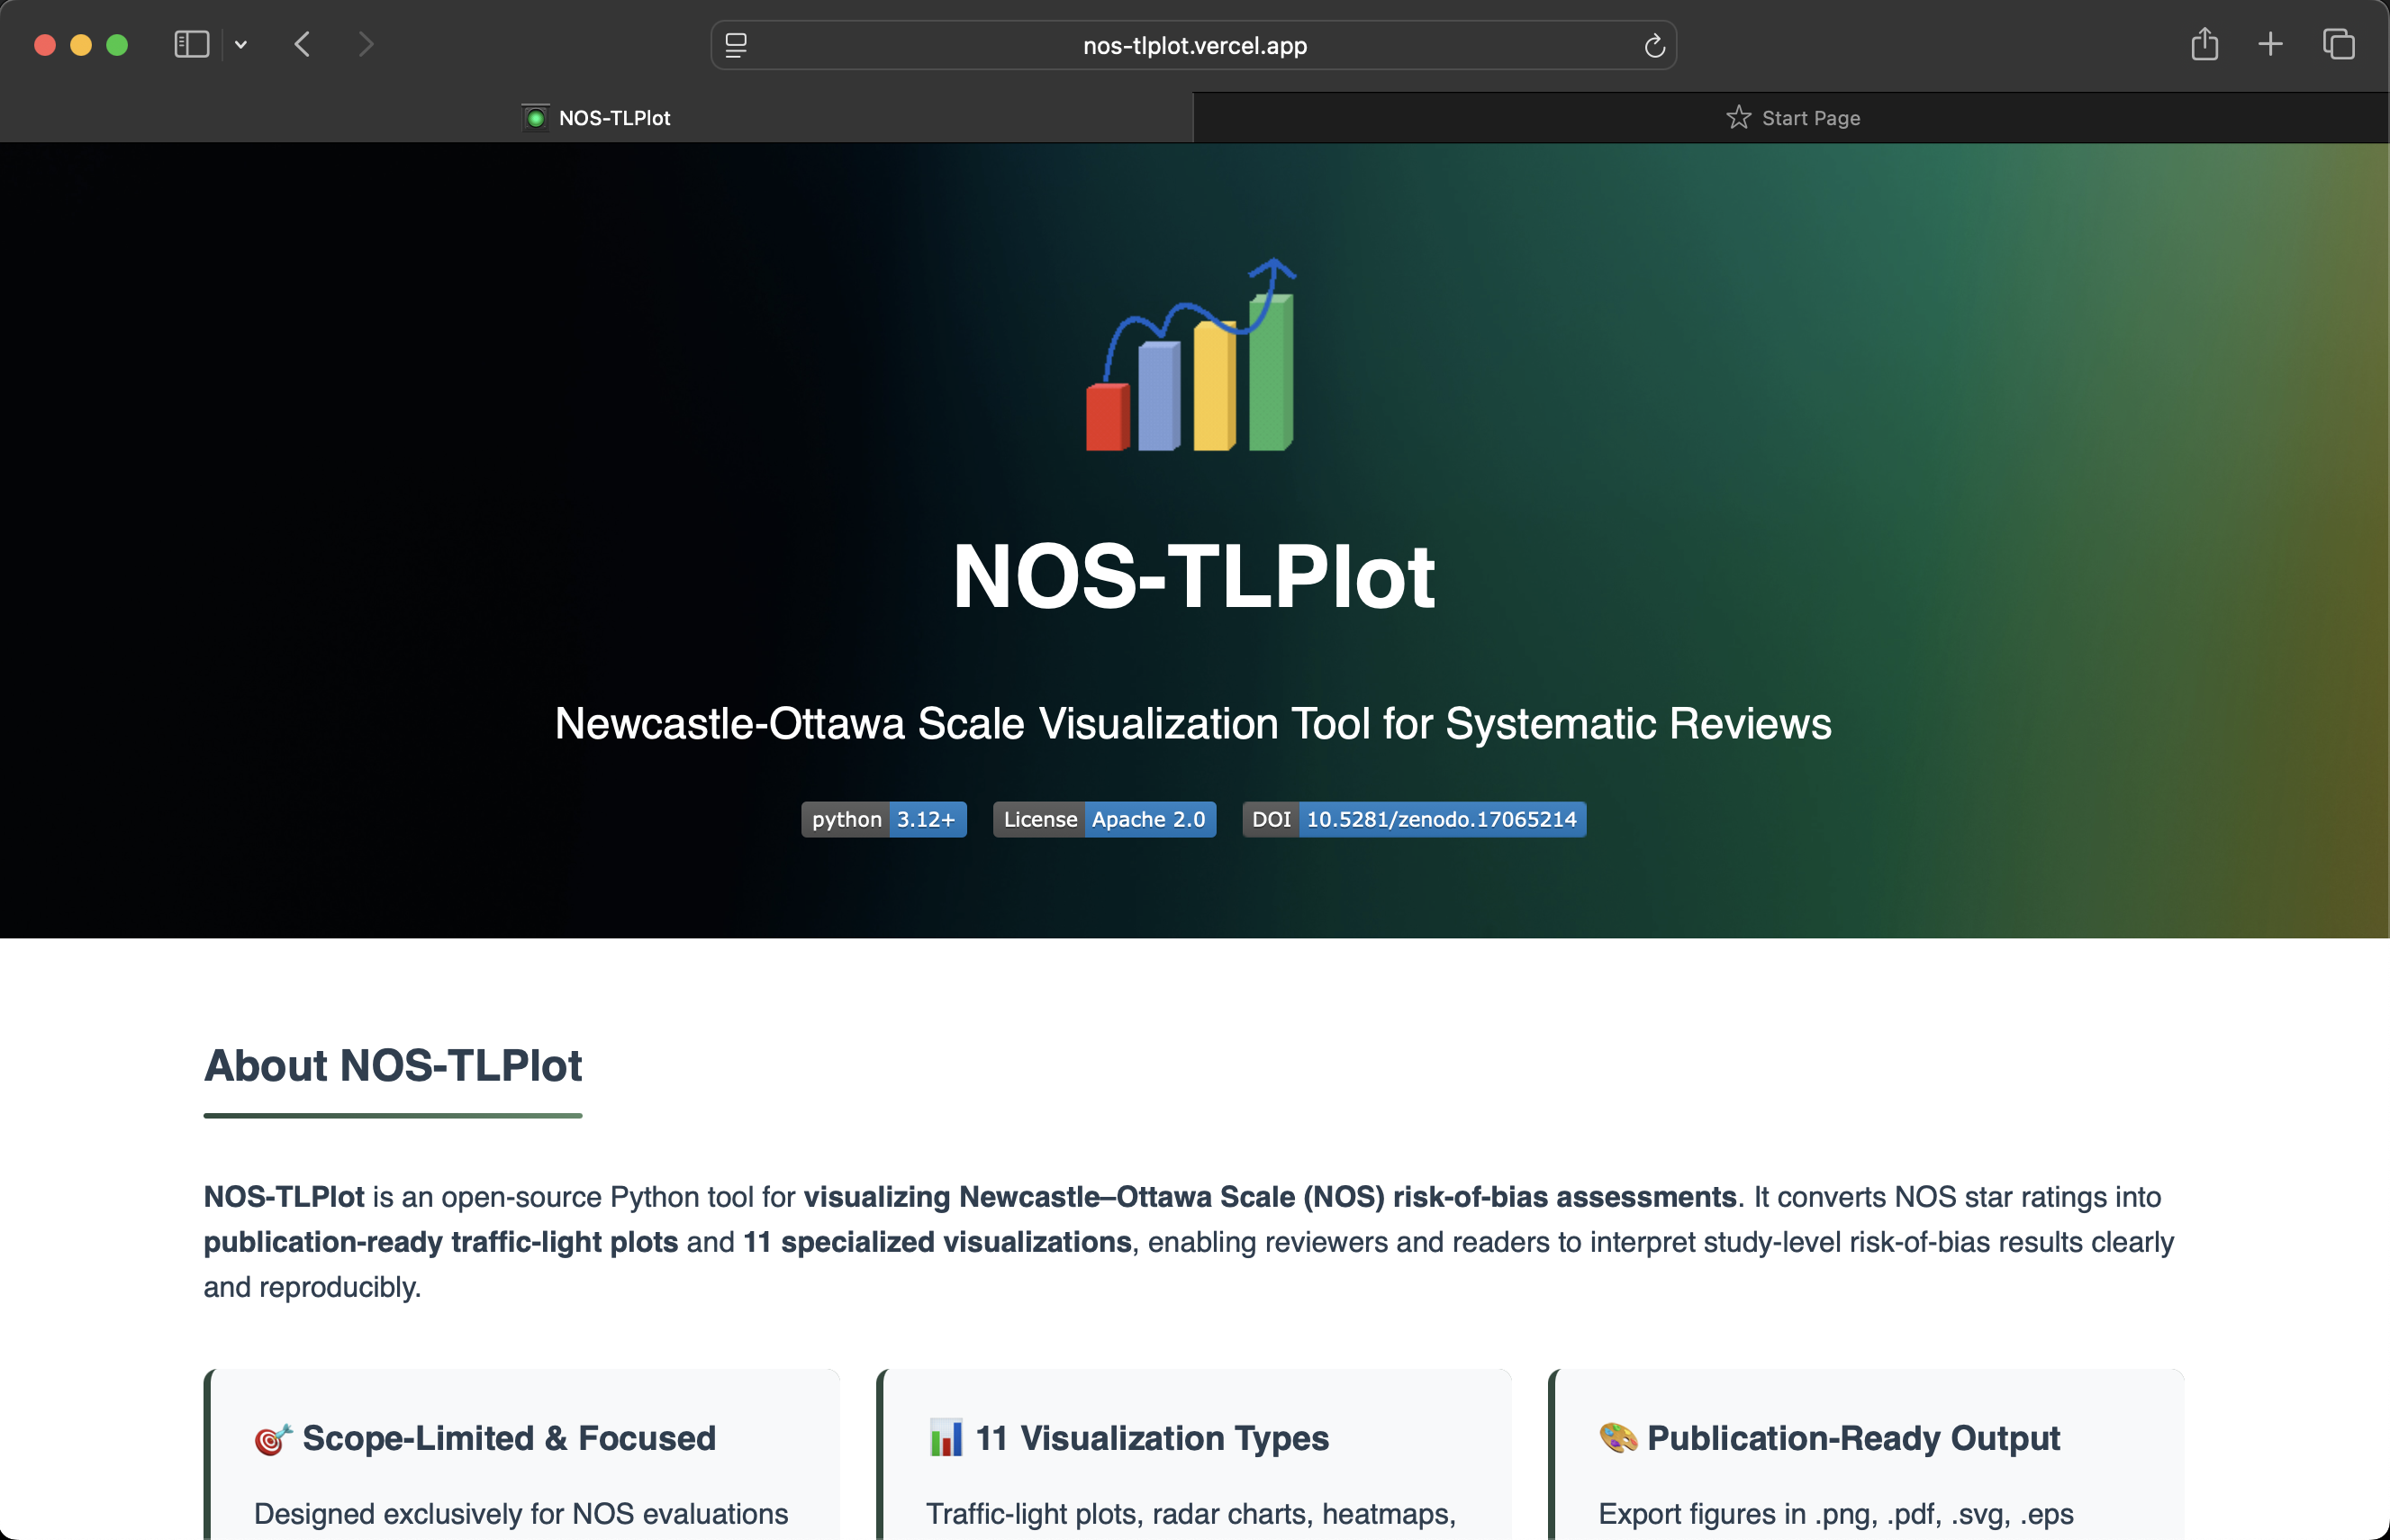 nos-tlplot.vercel.app
NOS-TLPlot
Start Page
NOS-TLPlot
Newcastle-Ottawa Scale Visualization Tool for Systematic Reviews
python 3.12+ License Apache 2.0 DOI 10.5281/zenodo.17065214
About NOS-TLPlot
NOS-TLPlot is an open-source Python tool for visualizing Newcastle–Ottawa Scale (NOS) risk-of-bias assessments. It converts NOS star ratings into
publication-ready traffic-light plots and 11 specialized visualizations, enabling reviewers and readers to interpret study-level risk-of-bias results clearly
and reproducibly.
🎯 Scope-Limited & Focused
Designed exclusively for NOS evaluations
📊 11 Visualization Types
Traffic-light plots, radar charts, heatmaps,
🎨 Publication-Ready Output
Export figures in .png, .pdf, .svg, .eps